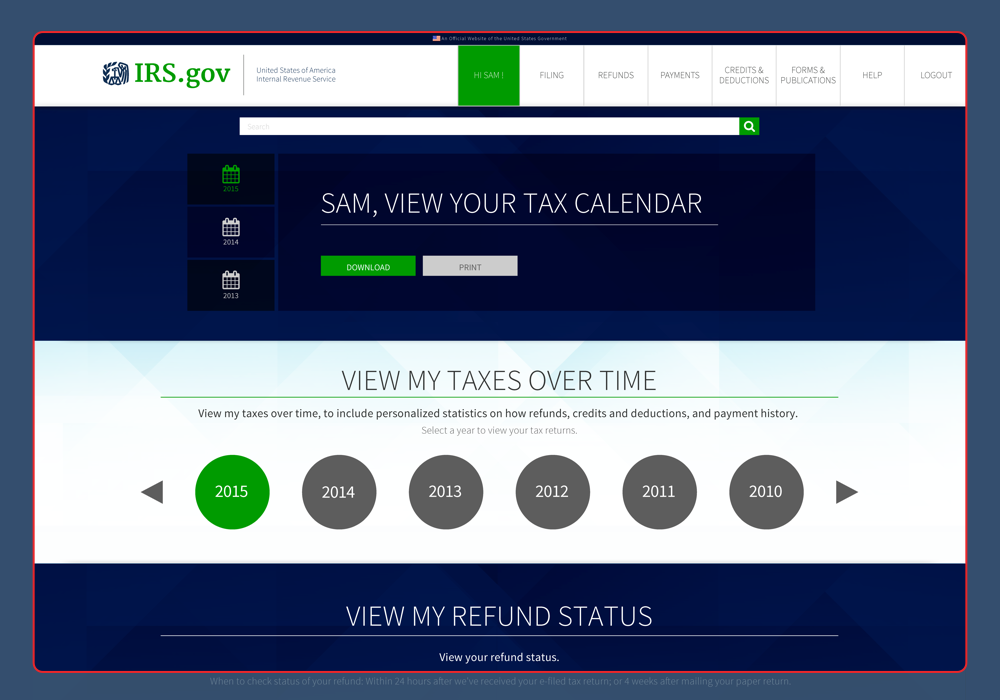 An Official Website of the United States Government
IRS.gov
United States of America
Internal Revenue Service
HI SAM !
FILING
REFUNDS
PAYMENTS
CREDITS &
DEDUCTIONS
FORMS &
PUBLICATIONS
HELP
LOGOUT
Search
2015
2014
2013
SAM, VIEW YOUR TAX CALENDAR
DOWNLOAD
PRINT
VIEW MY TAXES OVER TIME
View my taxes over time, to include personalized statistics on how refunds, credits and deductions, and payment history.
Select a year to view your tax returns.
2015
2014
2013
2012
2011
2010
VIEW MY REFUND STATUS
View your refund status.
When to check status of your refund: Within 24 hours after we've received your e-filed tax return; or 4 weeks after mailing your paper return.